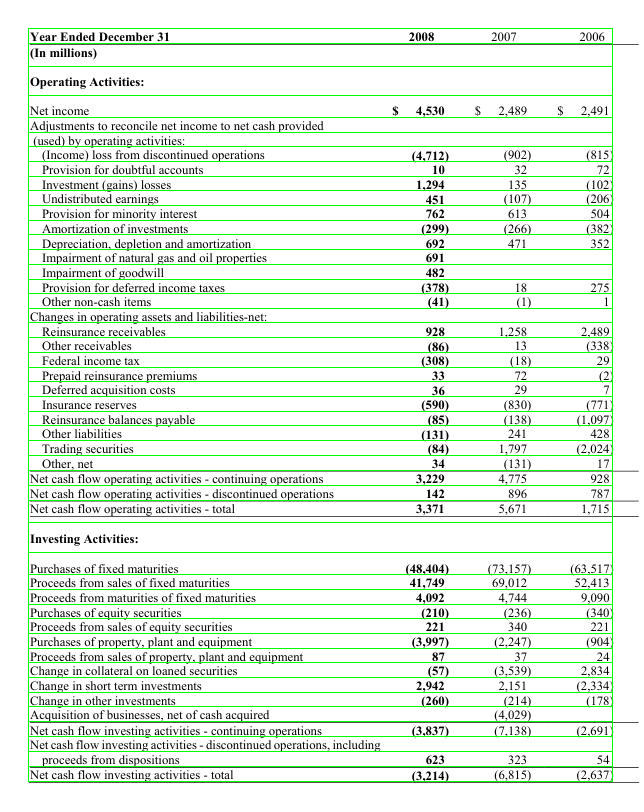 Year Ended December 31 2008 2007 2006
(In millions)
Operating Activities:
Net income $ 4,530 $ 2,489 $ 2,491
Adjustments to reconcile net income to net cash provided
(used) by operating activities:
(Income) loss from discontinued operations (4,712) (902) (815)
Provision for doubtful accounts 10 32 72
Investment (gains) losses 1,294 135 (102)
Undistributed earnings 451 (107) (206)
Provision for minority interest 762 613 504
Amortization of investments (299) (266) (382)
Depreciation, depletion and amortization 692 471 352
Impairment of natural gas and oil properties 691
Impairment of goodwill 482
Provision for deferred income taxes (378) 18 275
Other non-cash items (41) (1) 1
Changes in operating assets and liabilities-net:
Reinsurance receivables 928 1,258 2,489
Other receivables (86) 13 (338)
Federal income tax (308) (18) 29
Prepaid reinsurance premiums 33 72 (2)
Deferred acquisition costs 36 29 7
Insurance reserves (590) (830) (771)
Reinsurance balances payable (85) (138) (1,097)
Other liabilities (131) 241 428
Trading securities (84) 1,797 (2,024)
Other, net 34 (131) 17
Net cash flow operating activities - continuing operations 3,229 4,775 928
Net cash flow operating activities - discontinued operations 142 896 787
Net cash flow operating activities - total 3,371 5,671 1,715
Investing Activities:
Purchases of fixed maturities (48,404) (73,157) (63,517)
Proceeds from sales of fixed maturities 41,749 69,012 52,413
Proceeds from maturities of fixed maturities 4,092 4,744 9,090
Purchases of equity securities (210) (236) (340)
Proceeds from sales of equity securities 221 340 221
Purchases of property, plant and equipment (3,997) (2,247) (904)
Proceeds from sales of property, plant and equipment 87 37 24
Change in collateral on loaned securities (57) (3,539) 2,834
Change in short term investments 2,942 2,151 (2,334)
Change in other investments (260) (214) (178)
Acquisition of businesses, net of cash acquired (4,029)
Net cash flow investing activities - continuing operations (3,837) (7,138) (2,691)
Net cash flow investing activities - discontinued operations, including
proceeds from dispositions 623 323 54
Net cash flow investing activities - total (3,214) (6,815) (2,637)